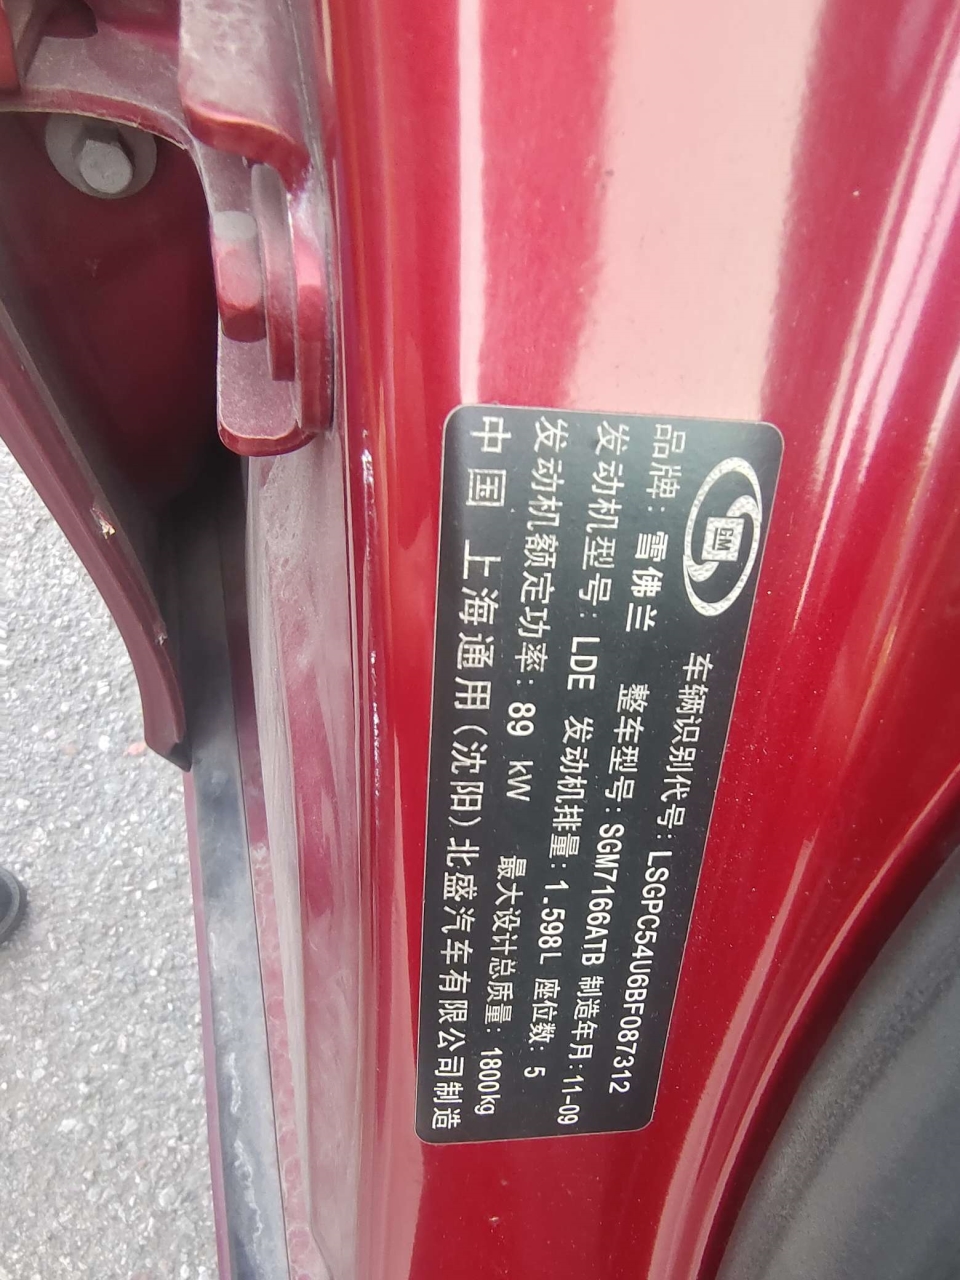 GM
车辆识别代号：LSGPC54U6BF087312
品牌：雪佛兰 整车型号：SGM7166ATB 制造年月：11-09
发动机型号：LDE 发动机排量：1.598L 座位数：5
发动机额定功率：89 kW 最大设计总质量：1800kg
中国 上海通用（沈阳）北盛汽车有限公司制造